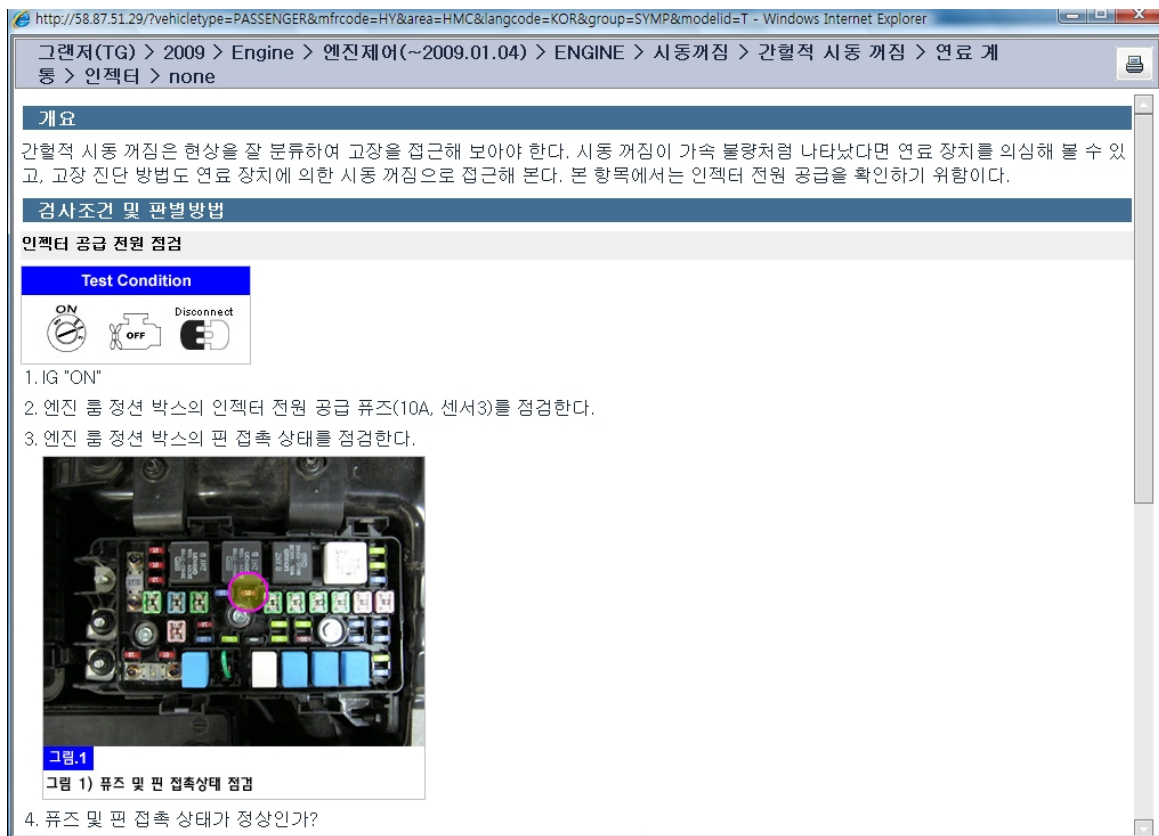 http://58.87.51.29/?vehicletype=PASSENGER&mfrcode=HY&area=HMC&langcode=KOR&group=SYMP&modelid=T - Windows Internet Explorer
그랜저(TG) > 2009 > Engine > 엔진제어(~2009.01.04) > ENGINE > 시동꺼짐 > 간헐적 시동 꺼짐 > 연료 계
통 > 인젝터 > none
개요
간헐적 시동 꺼짐은 현상을 잘 분류하여 고장을 접근해 보아야 한다. 시동 꺼짐이 가속 불량처럼 나타났다면 연료 장치를 의심해 볼 수 있
고, 고장 진단 방법도 연료 장치에 의한 시동 꺼짐으로 접근해 본다. 본 항목에서는 인젝터 전원 공급을 확인하기 위함이다.
검사조건 및 판별방법
인젝터 공급 전원 점검
Test Condition
ON
OFF
Disconnect
1. IG "ON"
2. 엔진 룸 정션 박스의 인젝터 전원 공급 퓨즈(10A, 센서3)를 점검한다.
3. 엔진 룸 정션 박스의 핀 접촉 상태를 점검한다.
그림.1
그림 1) 퓨즈 및 핀 접촉상태 점검
4. 퓨즈 및 핀 접촉 상태가 정상인가?